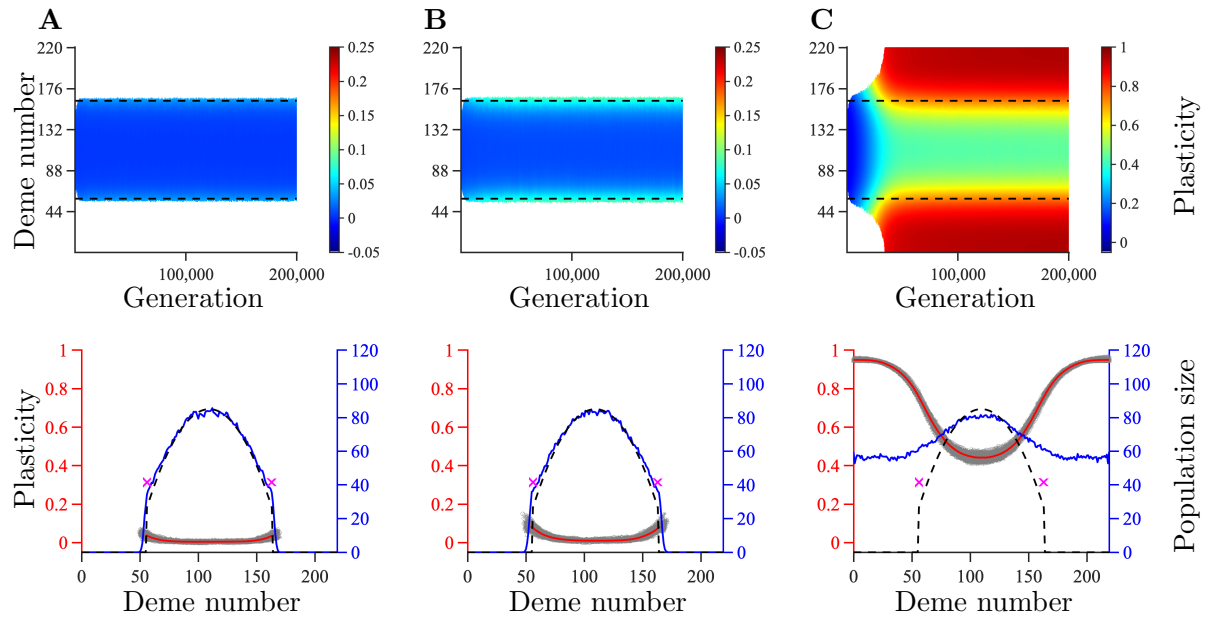 A B C
220 0.25 220 0.25 220 1
176 0.2 176 0.2 176 0.8
132 0.15 132 0.15 132 0.6
88 0.1 88 0.1 88 0.4
44 0.05 44 0.05 44 0.2
0 0 0
-0.05 -0.05
Deme number
Plasticity
100,000 200,000 100,000 200,000 100,000 200,000
Generation Generation Generation
1 120 1 120 1 120
0.8 100 0.8 100 0.8 100
80 80 80
0.6 60 0.6 60 0.6 60
0.4 40 0.4 40 0.4 40
0.2 20 0.2 20 0.2 20
0 0 0 0 0 0
Plasticity
Population size
0 50 100 150 200 0 50 100 150 200 0 50 100 150 200
Deme number Deme number Deme number